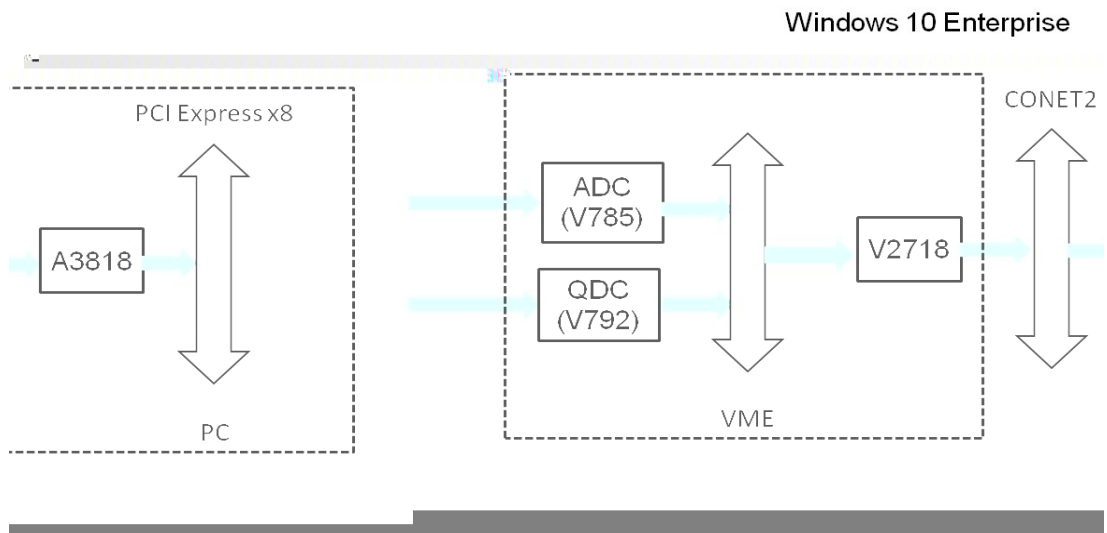 Windows 10 Enterprise
PCI Express x8
A3818
PC
ADC
(V785)
QDC
(V792)
V2718
VME
CONET2